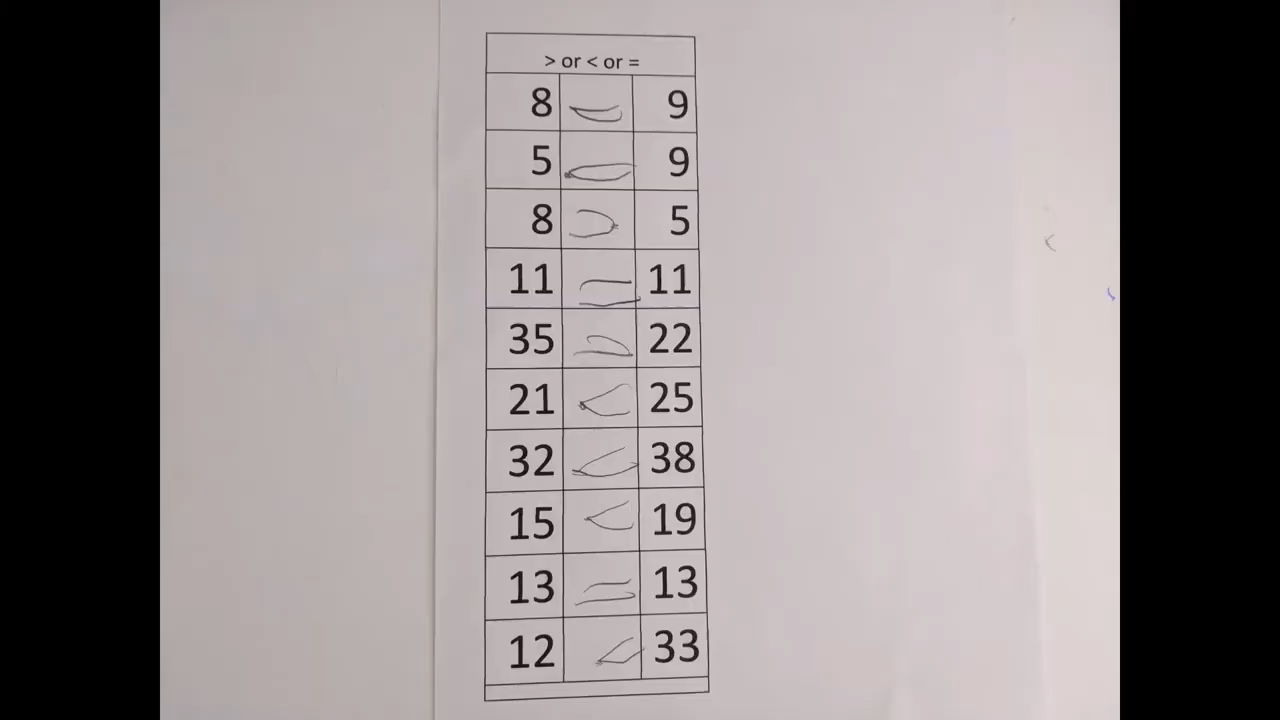 > or < or =
8 < 9
5 < 9
8 > 5
11 = 11
35 > 22
21 < 25
32 < 38
15 < 19
13 = 13
12 < 33